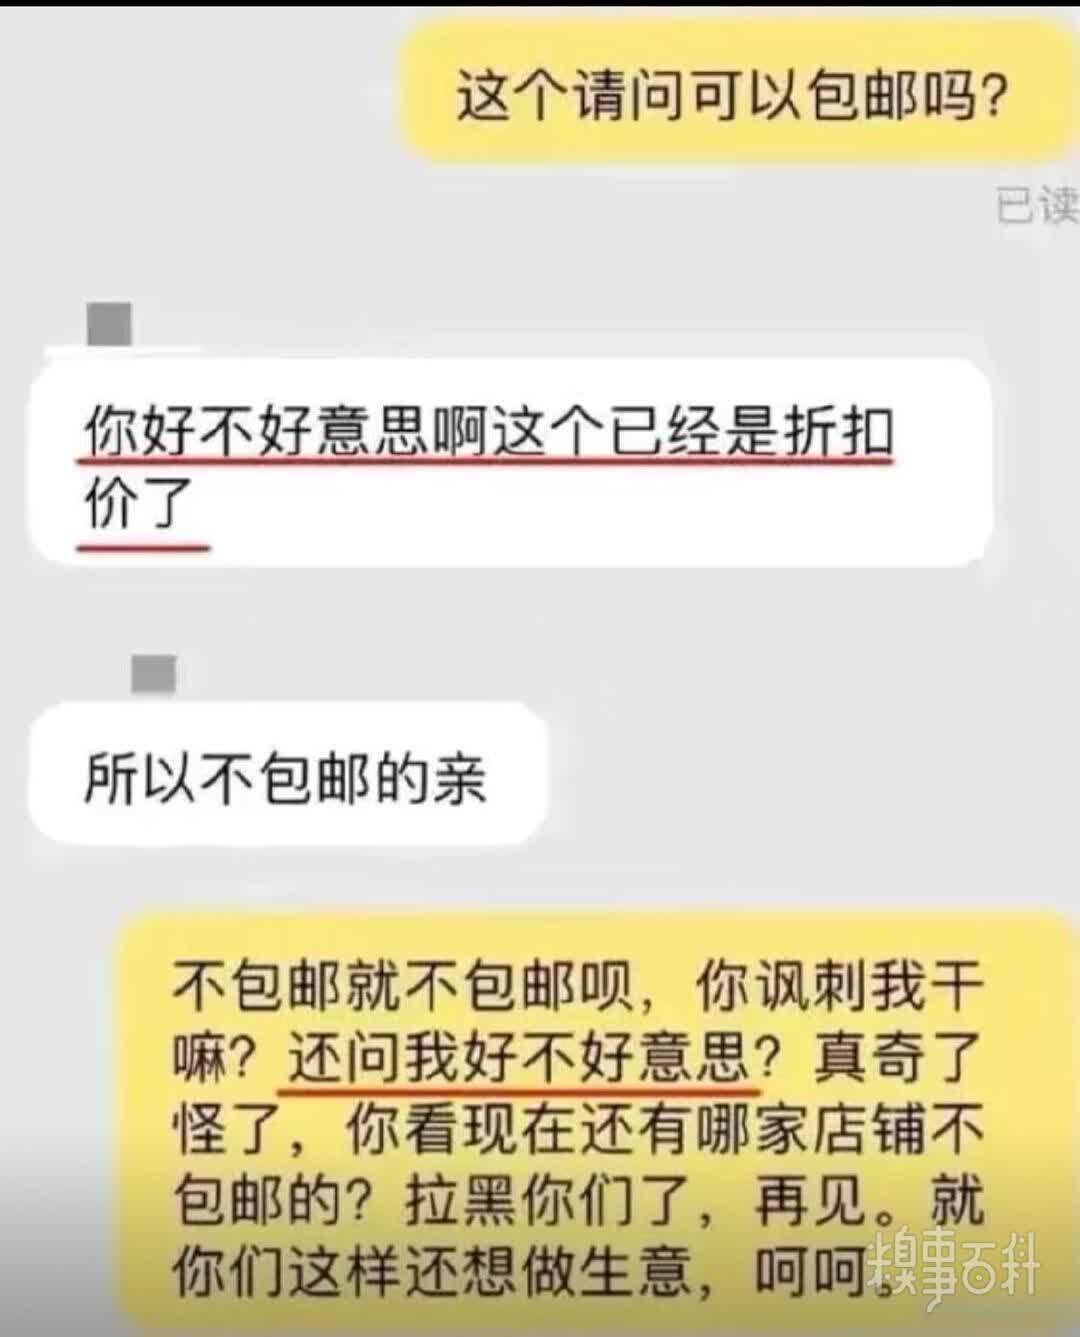 这个请问可以包邮吗?
已读
你好不好意思啊这个已经是折扣
价了
所以不包邮的亲
不包邮就不包邮呗，你讽刺我干
嘛? 还问我好不好意思? 真奇了
怪了，你看现在还有哪家店铺不
包邮的? 拉黑你们了，再见。就
你们这样还想做生意，呵呵。
糗事百科